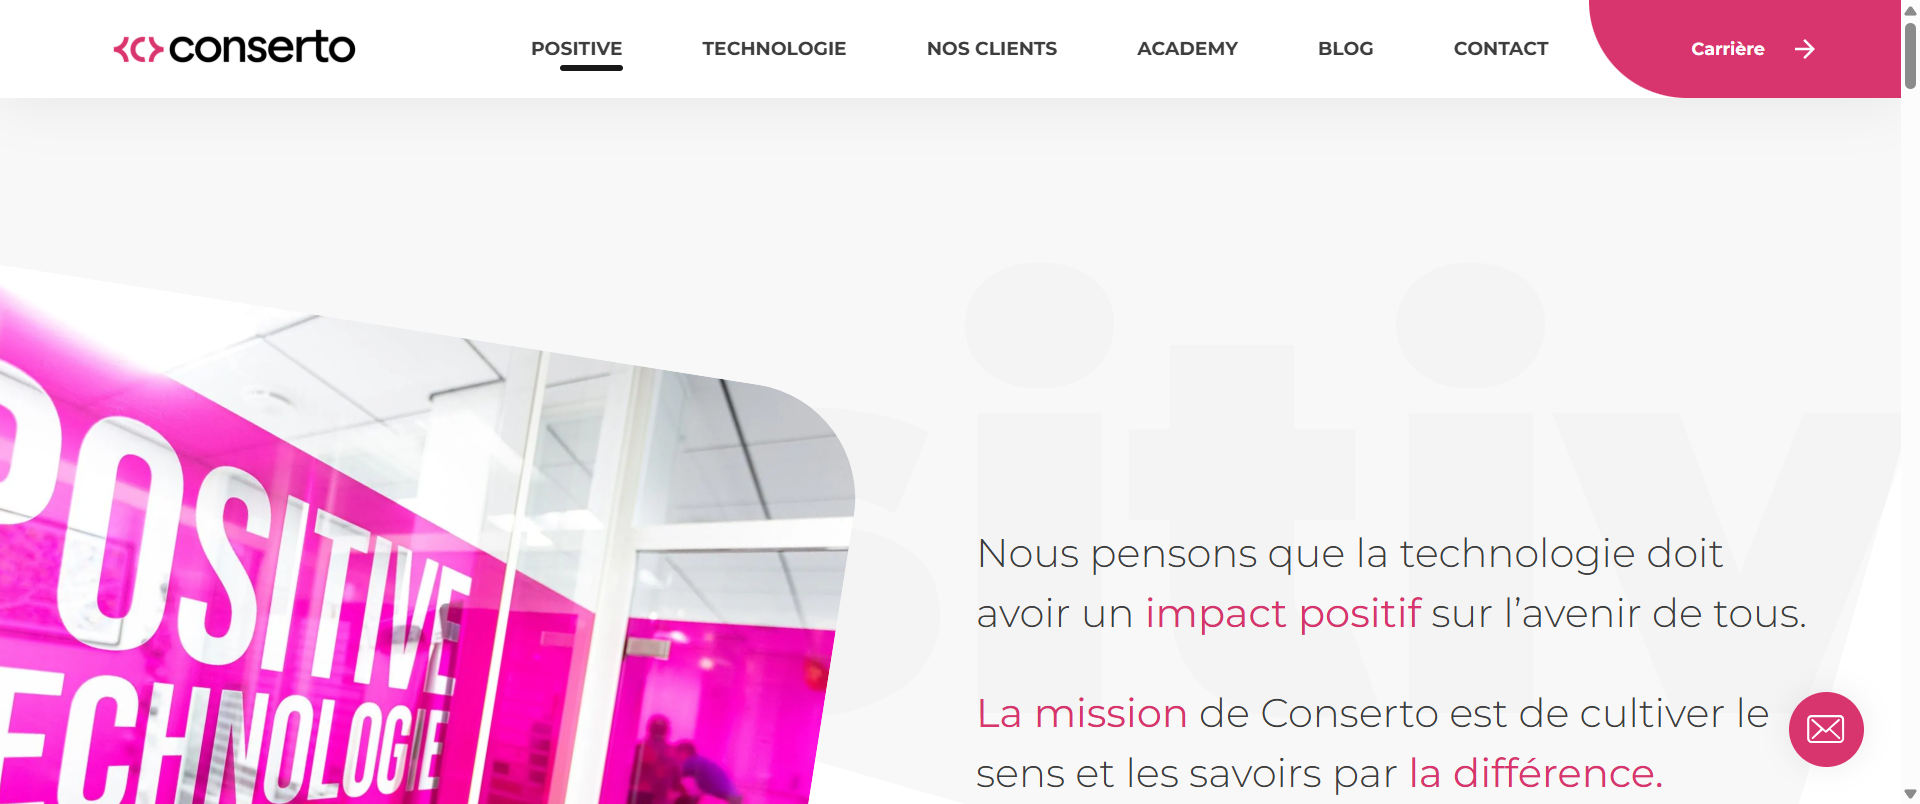 conserto
POSITIVE
TECHNOLOGIE
NOS CLIENTS
ACADEMY
BLOG
CONTACT
Carrière
sitiv
POSITIVE
TECHNOLOGIE
Nous pensons que la technologie doit
avoir un impact positif sur l’avenir de tous.
La mission de Conserto est de cultiver le
sens et les savoirs par la différence.